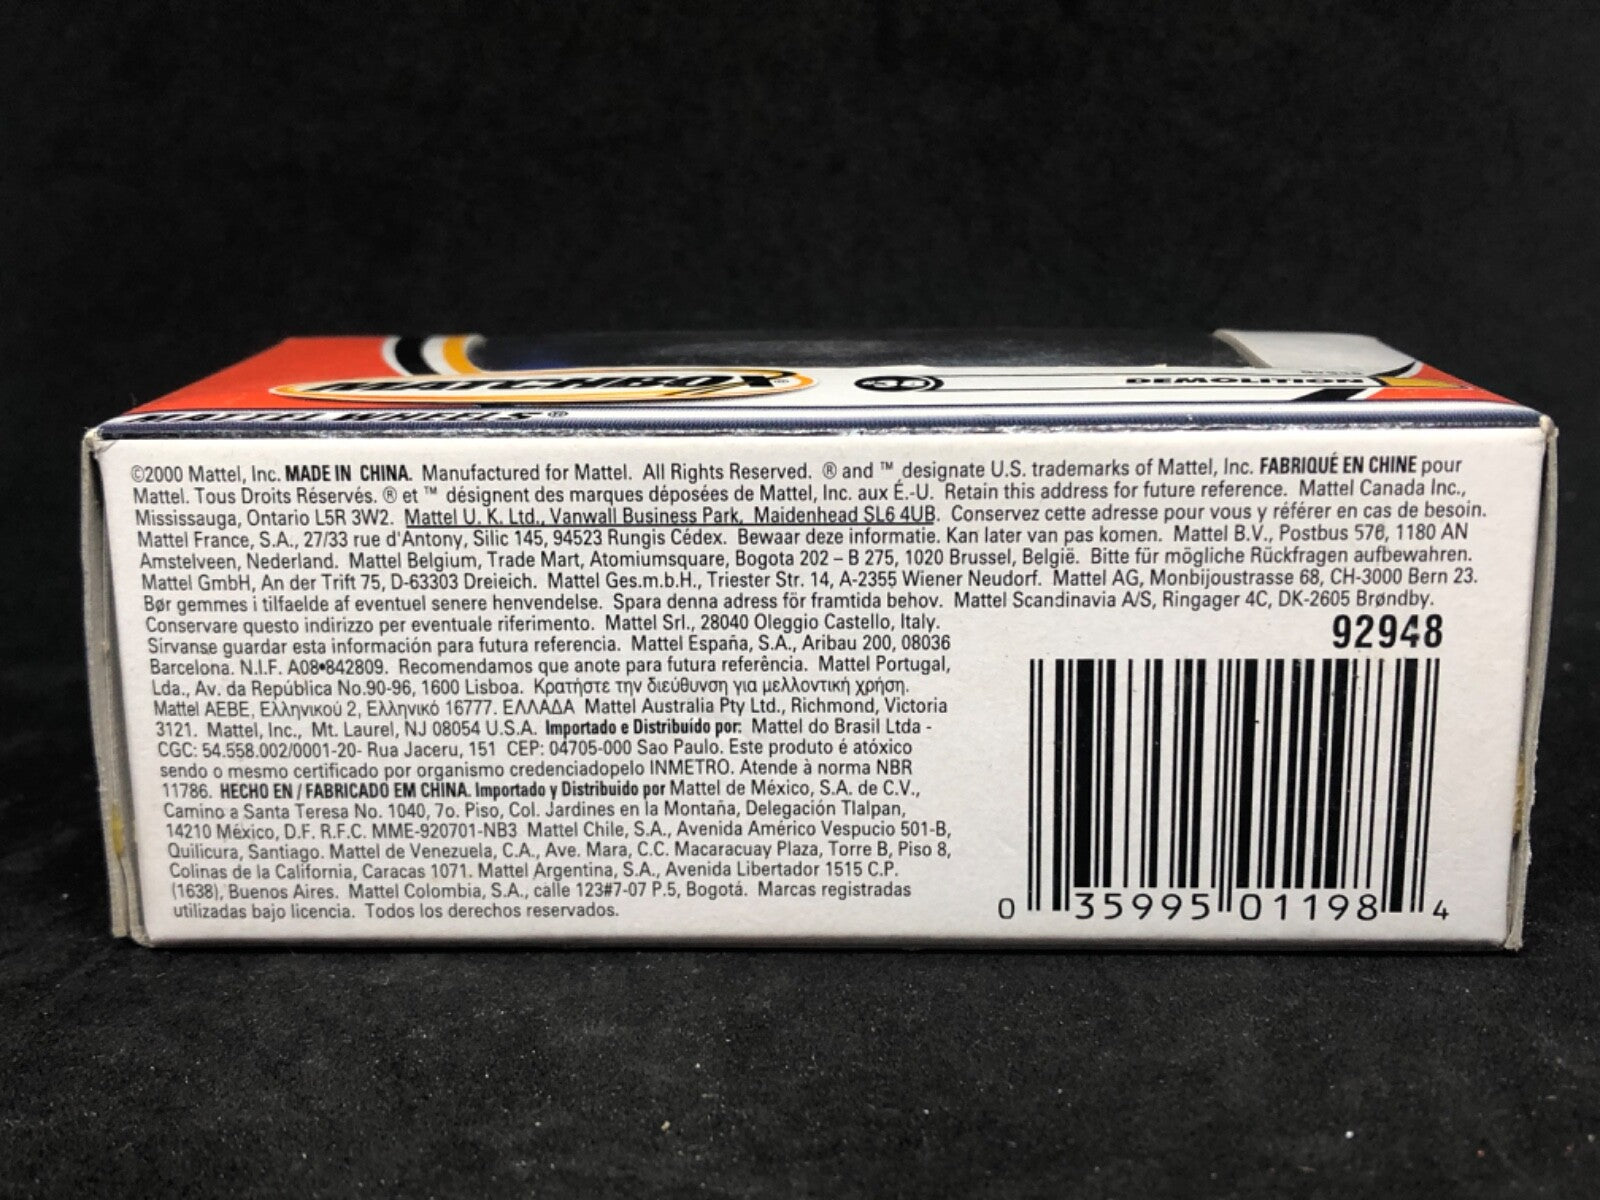 MATCHBOX®
DEMOLITION
MATTEL WHEELS®
©2000 Mattel, Inc. MADE IN CHINA. Manufactured for Mattel. All Rights Reserved. ® and ™ designate U.S. trademarks of Mattel, Inc. FABRIQUÉ EN CHINE pour
Mattel. Tous Droits Réservés. ® et ™ désignent des marques déposées de Mattel, Inc. aux É.-U. Retain this address for future reference. Mattel Canada Inc.,
Mississauga, Ontario L5R 3W2. Mattel U. K. Ltd., Vanwall Business Park, Maidenhead SL6 4UB. Conservez cette adresse pour vous y référer en cas de besoin.
Mattel France, S.A., 27/33 rue d'Antony, Silic 145, 94523 Rungis Cédex. Bewaar deze informatie. Kan later van pas komen. Mattel B.V., Postbus 576, 1180 AN
Amstelveen, Nederland. Mattel Belgium, Trade Mart, Atomiumsquare, Bogota 202 – B 275, 1020 Brussel, België. Bitte für mögliche Rückfragen aufbewahren.
Mattel GmbH, An der Trift 75, D-63303 Dreieich. Mattel Ges.m.b.H., Triester Str. 14, A-2355 Wiener Neudorf. Mattel AG, Monbijoustrasse 68, CH-3000 Bern 23.
Bør gemmes i tilfaelde af eventuel senere henvendelse. Spara denna adress för framtida behov. Mattel Scandinavia A/S, Ringager 4C, DK-2605 Brøndby.
Conservare questo indirizzo per eventuale riferimento. Mattel Srl., 28040 Oleggio Castello, Italy.
Sírvanse guardar esta información para futura referencia. Mattel España, S.A., Aribau 200, 08036
Barcelona. N.I.F. A08•842809. Recomendamos que anote para futura referência. Mattel Portugal,
Lda., Av. da República No.90-96, 1600 Lisboa. Κρατήστε την διεύθυνση για μελλοντική χρήση.
Mattel AEBE, Ελληνικού 2, Ελληνικό 16777. ΕΛΛΑΔΑ Mattel Australia Pty Ltd., Richmond, Victoria
3121. Mattel, Inc., Mt. Laurel, NJ 08054 U.S.A. Importado e Distribuído por: Mattel do Brasil Ltda -
CGC: 54.558.002/0001-20- Rua Jaceru, 151 CEP: 04705-000 Sao Paulo. Este produto é atóxico
sendo o mesmo certificado por organismo credenciadopelo INMETRO. Atende à norma NBR
11786. HECHO EN / FABRICADO EM CHINA. Importado y Distribuido por Mattel de México, S.A. de C.V.,
Camino a Santa Teresa No. 1040, 7o. Piso, Col. Jardines en la Montaña, Delegación Tlalpan,
14210 México, D.F. R.F.C. MME-920701-NB3 Mattel Chile, S.A., Avenida Américo Vespucio 501-B,
Quilicura, Santiago. Mattel de Venezuela, C.A., Ave. Mara, C.C. Macaracuay Plaza, Torre B, Piso 8,
Colinas de la California, Caracas 1071. Mattel Argentina, S.A., Avenida Libertador 1515 C.P.
(1638), Buenos Aires. Mattel Colombia, S.A., calle 123#7-07 P.5, Bogotá. Marcas registradas
utilizadas bajo licencia. Todos los derechos reservados.
92948
0 35995 01198 4